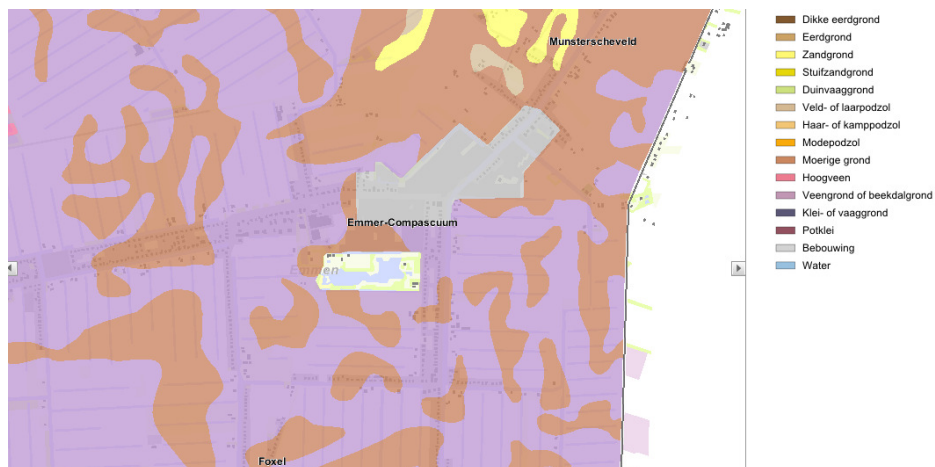 Munsterscheveld
Emmer-Compascuum
Emmen
Foxel
Dikke eerdgrond
Eerdgrond
Zandgrond
Stuifzandgrond
Duinvaaggrond
Veld- of laarpodzol
Haar- of kamppodzol
Modepodzol
Moerige grond
Hoogveen
Veengrond of beekdalgrond
Klei- of vaaggrond
Potklei
Bebouwing
Water